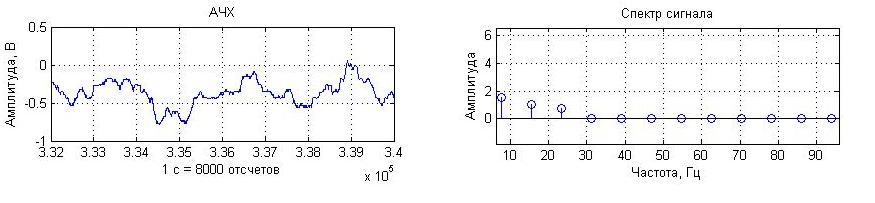 АЧХ
Амплитуда, В
0.5
0
-0.5
-1
3.32 3.33 3.34 3.35 3.36 3.37 3.38 3.39 3.4
x 10^5
1 с = 8000 отсчетов
Спектр сигнала
Амплитуда
6
4
2
0
10 20 30 40 50 60 70 80 90
Частота, Гц